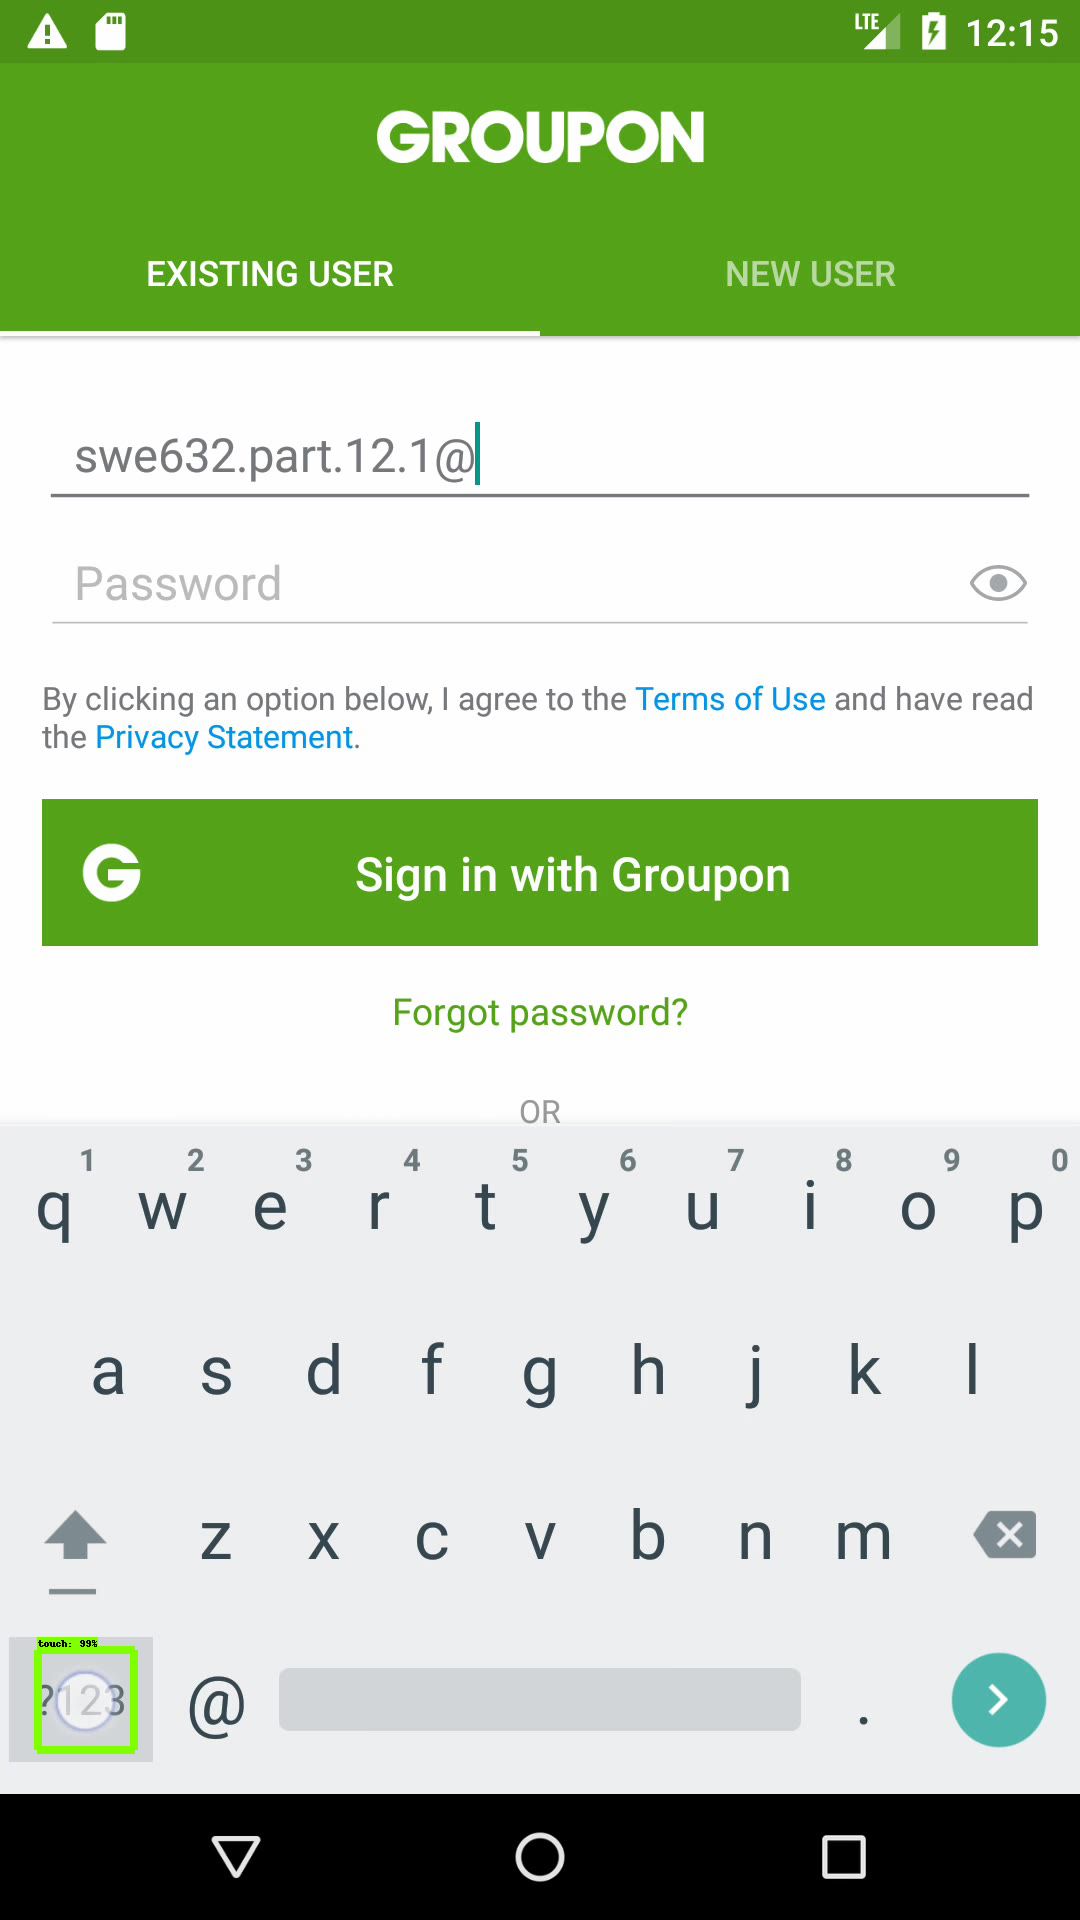 LTE 12:15
GROUPON
EXISTING USER NEW USER
swe632.part.12.1@
Password
By clicking an option below, I agree to the Terms of Use and have read
the Privacy Statement.
G Sign in with Groupon
Forgot password?
OR
1 2 3 4 5 6 7 8 9 0
q w e r t y u i o p
a s d f g h j k l
z x c v b n m
touch: 99%
?123 @ .